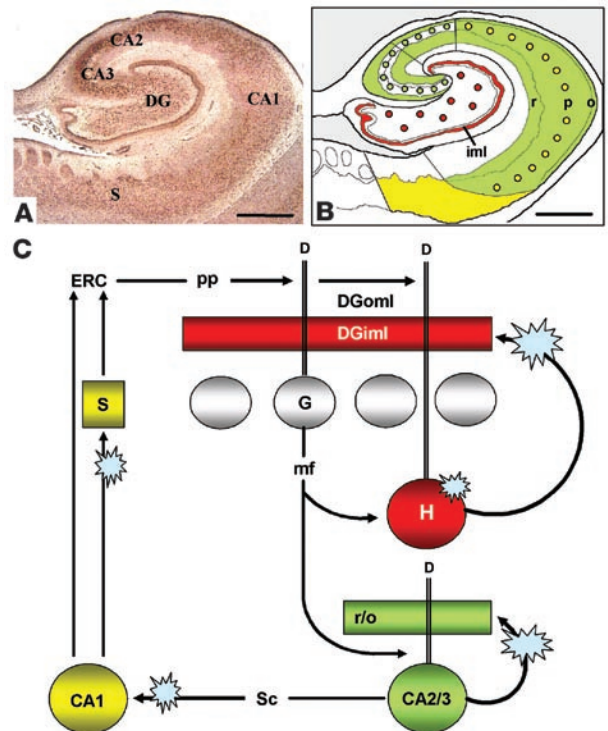 CA2
CA3
DG
CA1
S
A
r p o
iml
B
C
D D
ERC pp DGoml
DGiml
S
G
mf
H
D
r/o
CA1 Sc CA2/3